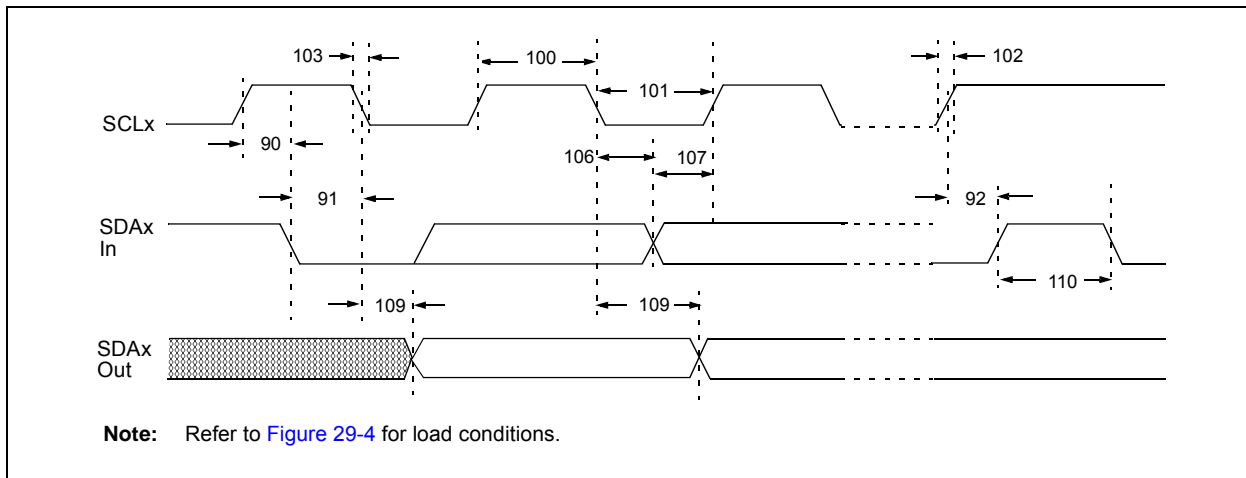 103
100
102
101
SCLx
90
106
107
91
92
SDAx
In
110
109
109
SDAx
Out
Note: Refer to Figure 29-4 for load conditions.